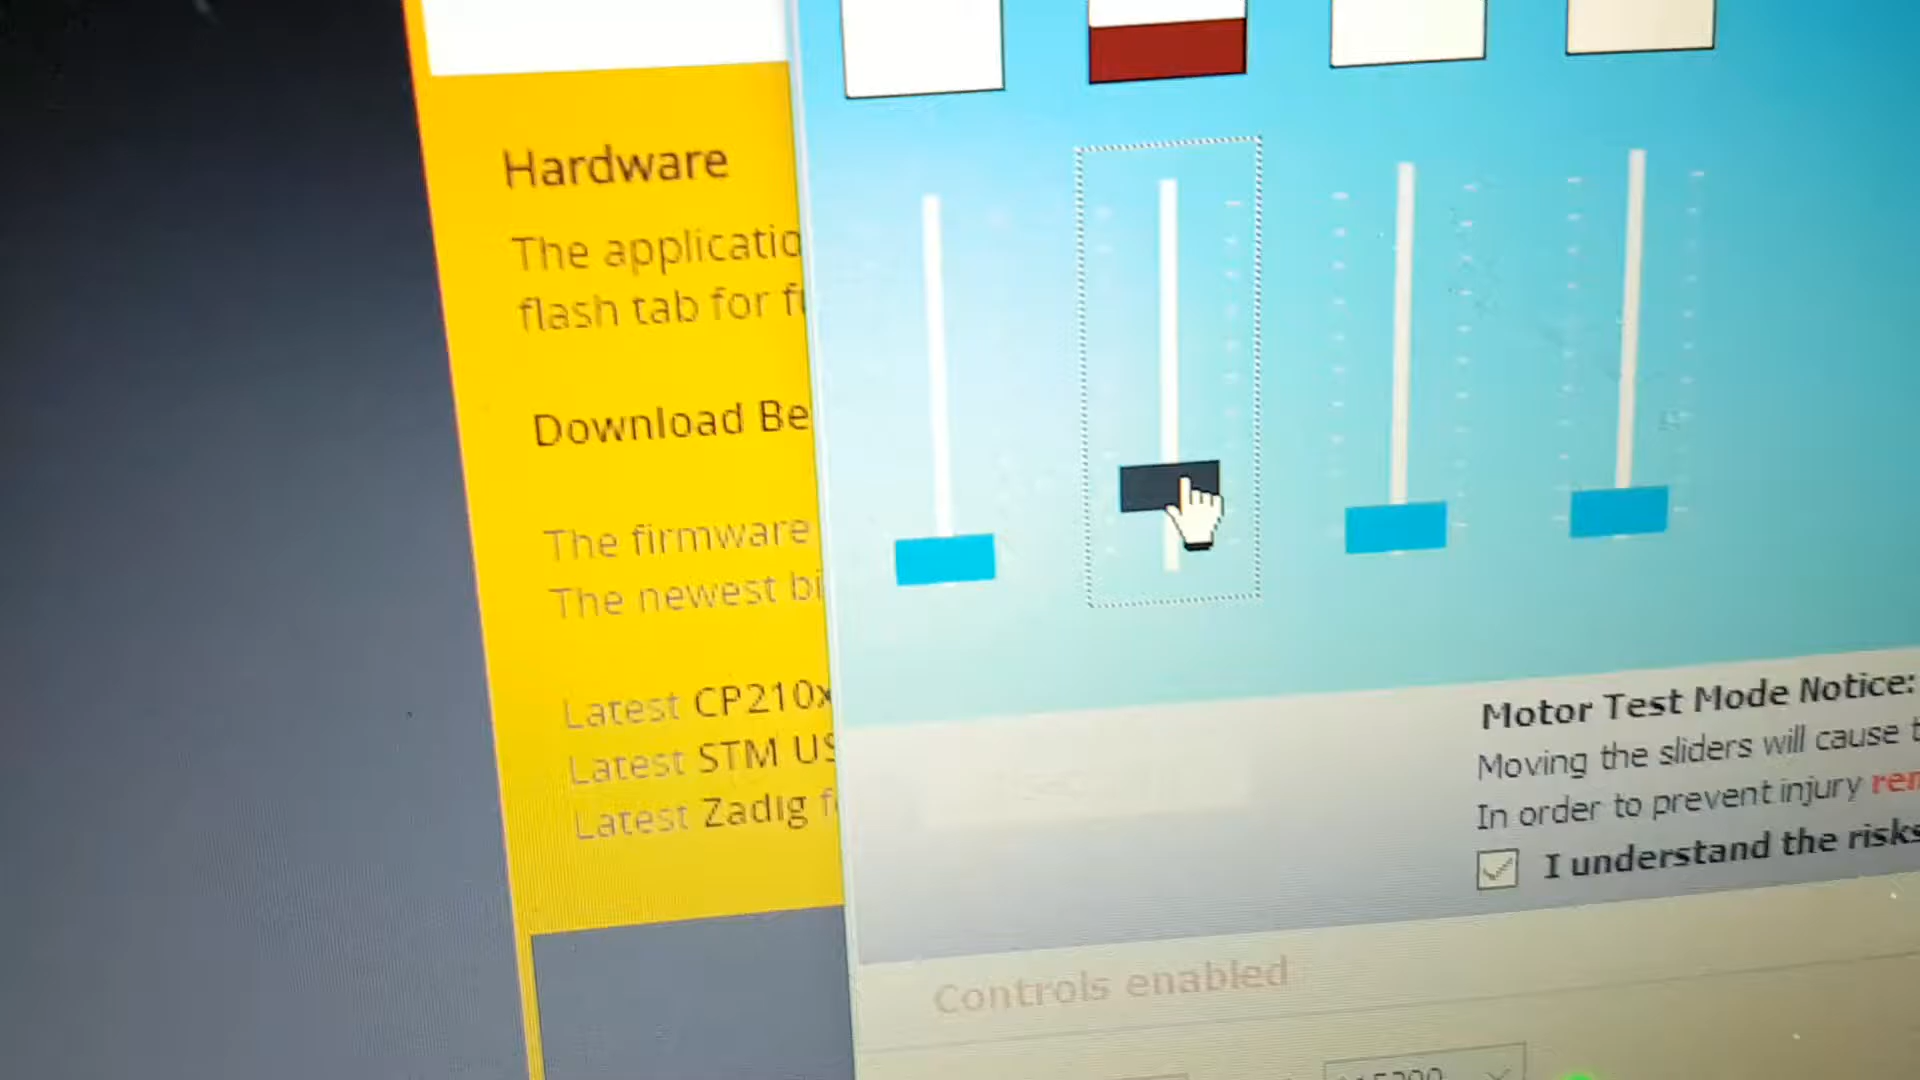 Hardware
The applicatio
flash tab for f
Download Be
The firmware
The newest bi
Latest CP210x
Latest STM US
Latest Zadig f
Motor Test Mode Notice:
Moving the sliders will cause t
In order to prevent injury rem
I understand the risks
Controls enabled